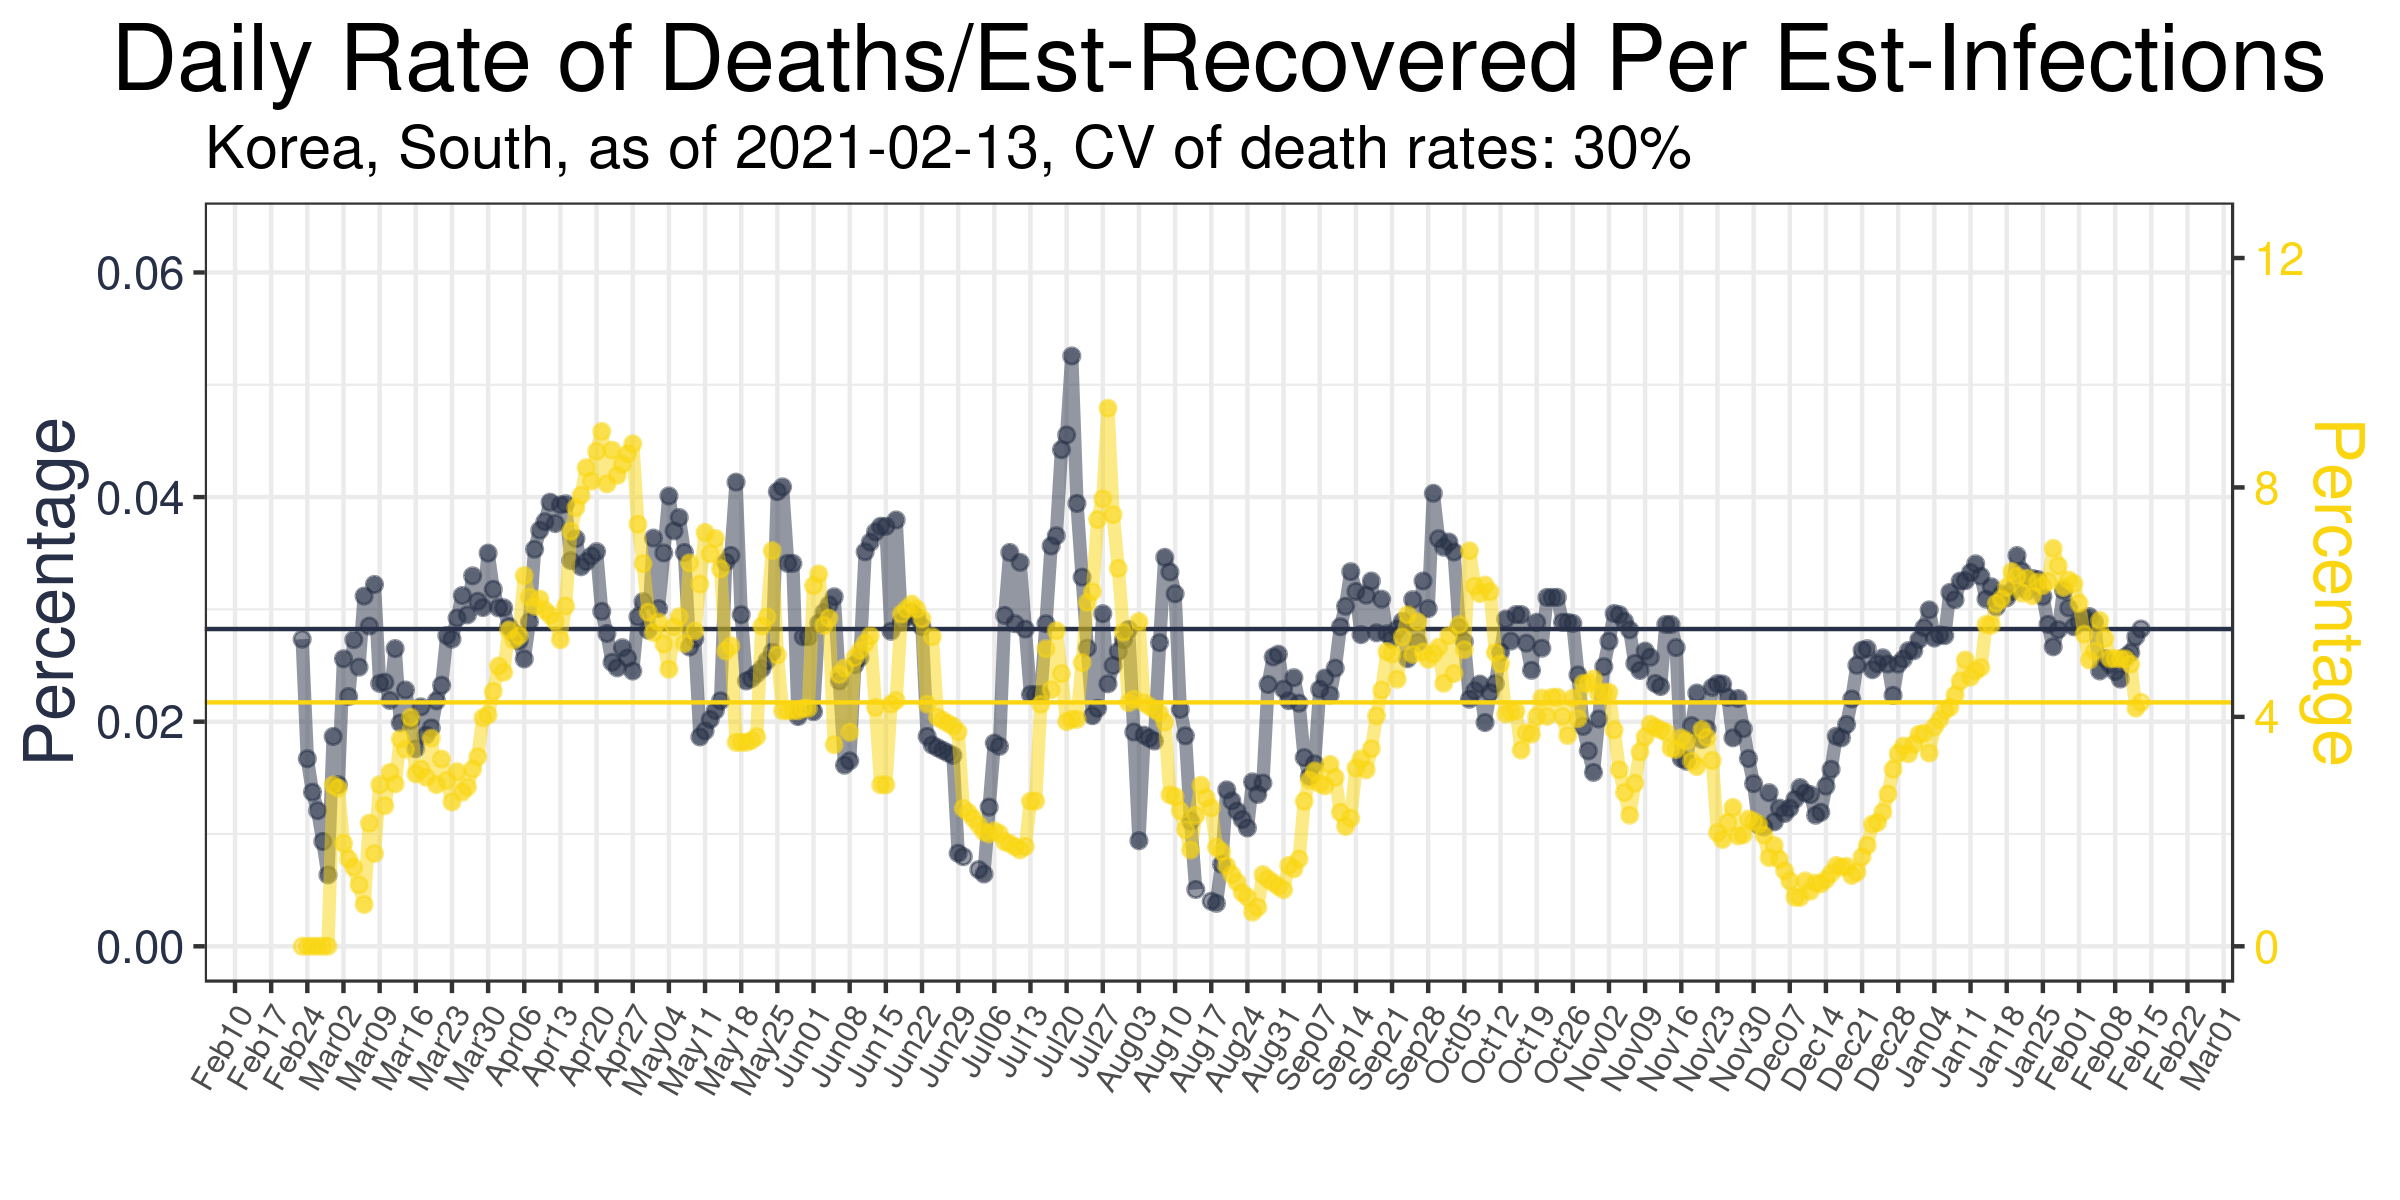 Daily Rate of Deaths/Est-Recovered Per Est-Infections
Korea, South, as of 2021-02-13, CV of death rates: 30%
Percentage
0.06
0.04
0.02
0.00
12
8
4
0
Percentage
Feb10
Feb17
Feb24
Mar02
Mar09
Mar16
Mar23
Mar30
Apr06
Apr13
Apr20
Apr27
May04
May11
May18
May25
Jun01
Jun08
Jun15
Jun22
Jun29
Jul06
Jul13
Jul20
Jul27
Aug03
Aug10
Aug17
Aug24
Aug31
Sep07
Sep14
Sep21
Sep28
Oct05
Oct12
Oct19
Oct26
Nov02
Nov09
Nov16
Nov23
Nov30
Dec07
Dec14
Dec21
Dec28
Jan04
Jan11
Jan18
Jan25
Feb01
Feb08
Feb15
Feb22
Mar01